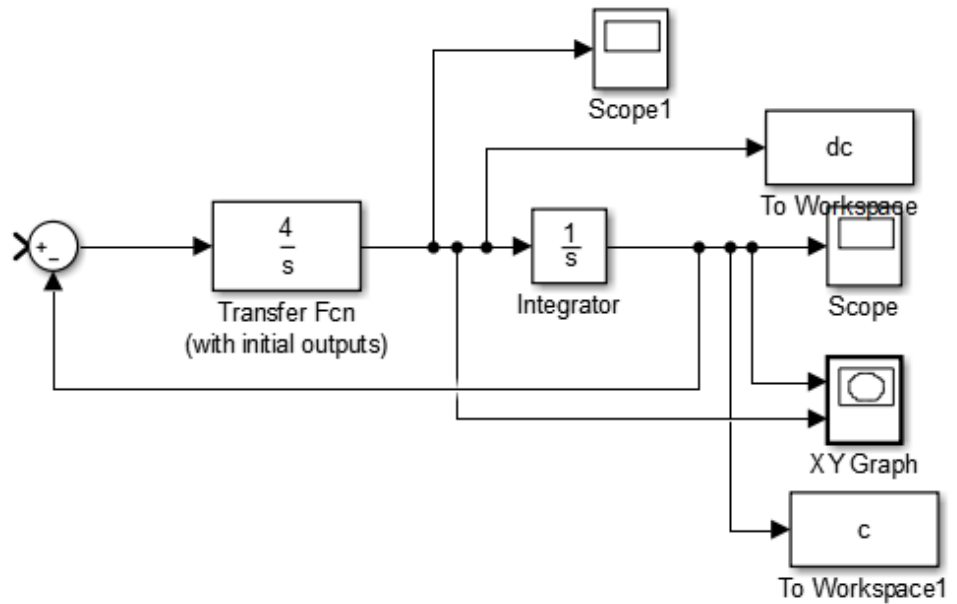 Scope1
dc
To Workspace
+
−
4
s
Transfer Fcn
(with initial outputs)
1
s
Integrator
Scope
XY Graph
c
To Workspace1